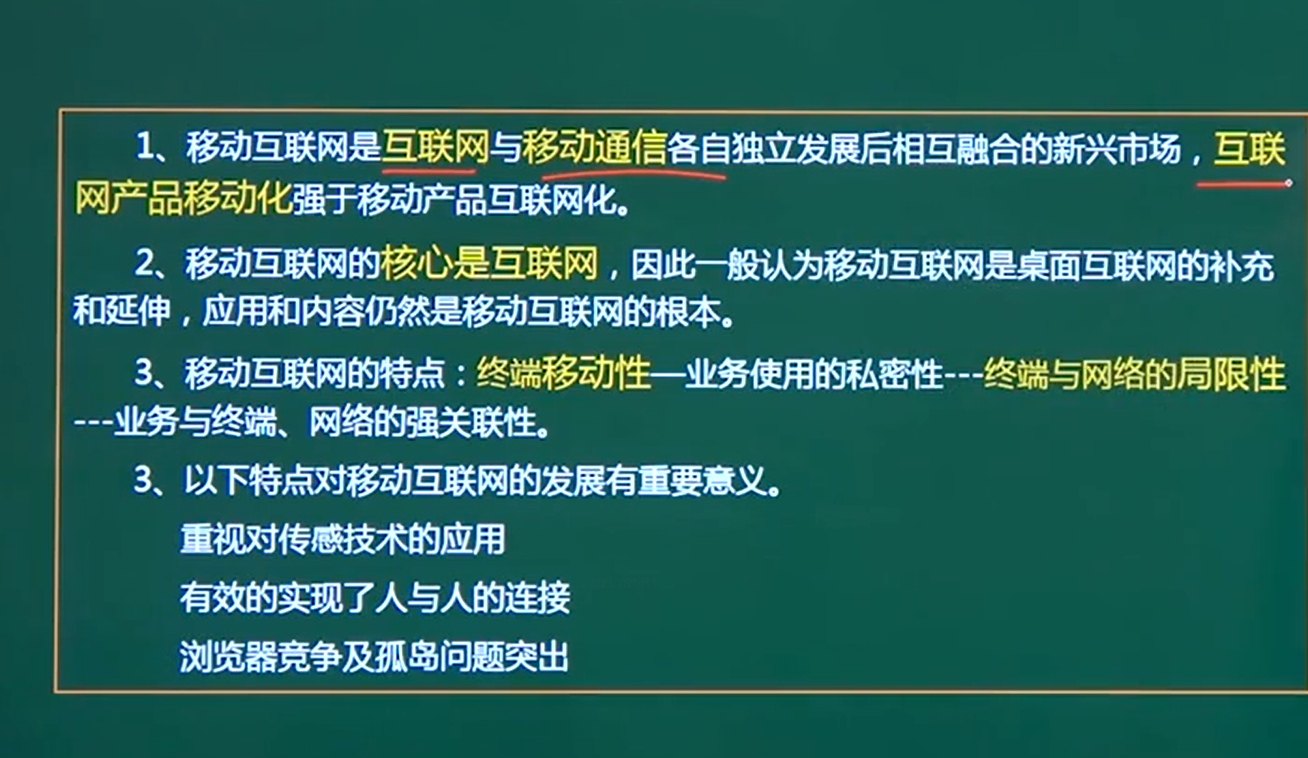 1、移动互联网是互联网与移动通信各自独立发展后相互融合的新兴市场，互联
网产品移动化强于移动产品互联网化。
2、移动互联网的核心是互联网，因此一般认为移动互联网是桌面互联网的补充
和延伸，应用和内容仍然是移动互联网的根本。
3、移动互联网的特点：终端移动性—业务使用的私密性---终端与网络的局限性
---业务与终端、网络的强关联性。
3、以下特点对移动互联网的发展有重要意义。
重视对传感技术的应用
有效的实现了人与人的连接
浏览器竞争及孤岛问题突出